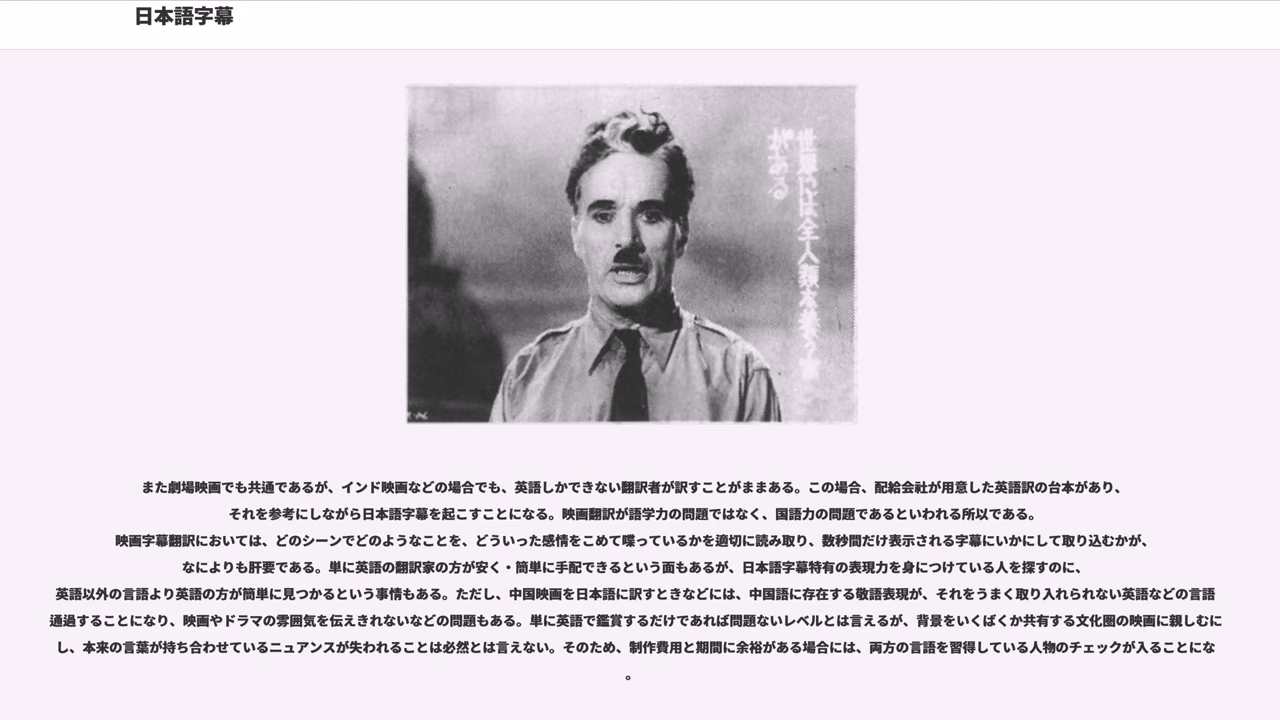 日本語字幕
世界には全人類を養う富
がある
また劇場映画でも共通であるが、インド映画などの場合でも、英語しかできない翻訳者が訳すことがままある。この場合、配給会社が用意した英語訳の台本があり、
それを参考にしながら日本語字幕を起こすことになる。映画翻訳が語学力の問題ではなく、国語力の問題であるといわれる所以である。
映画字幕翻訳においては、どのシーンでどのようなことを、どういった感情をこめて喋っているかを適切に読み取り、数秒間だけ表示される字幕にいかにして取り込むかが、
なによりも肝要である。単に英語の翻訳家の方が安く・簡単に手配できるという面もあるが、日本語字幕特有の表現力を身につけている人を探すのに、
英語以外の言語より英語の方が簡単に見つかるという事情もある。ただし、中国映画を日本語に訳すときなどには、中国語に存在する敬語表現が、それをうまく取り入れられない英語などの言語
通過することになり、映画やドラマの雰囲気を伝えきれないなどの問題もある。単に英語で鑑賞するだけであれば問題ないレベルとは言えるが、背景をいくばくか共有する文化圏の映画に親しむに
し、本来の言葉が持ち合わせているニュアンスが失われることは必然とは言えない。そのため、制作費用と期間に余裕がある場合には、両方の言語を習得している人物のチェックが入ることにな
。